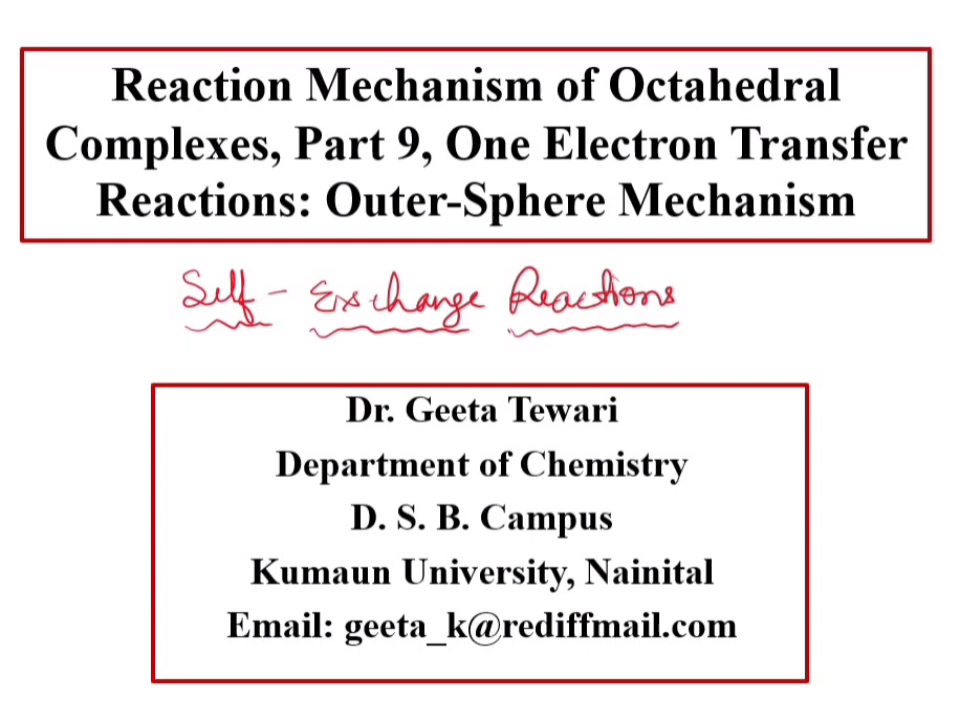 Reaction Mechanism of Octahedral
Complexes, Part 9, One Electron Transfer
Reactions: Outer-Sphere Mechanism
Self - Exchange Reactions
Dr. Geeta Tewari
Department of Chemistry
D. S. B. Campus
Kumaun University, Nainital
Email: geeta_k@rediffmail.com